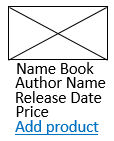 Name Book
Author Name
Release Date
Price
Add product